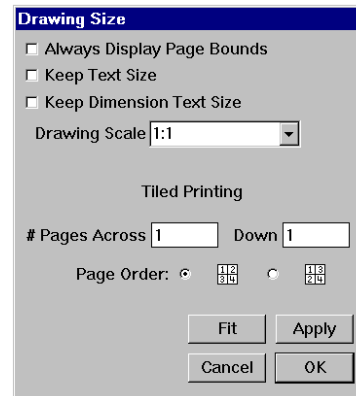 Drawing Size
Always Display Page Bounds
Keep Text Size
Keep Dimension Text Size
Drawing Scale 1:1
Tiled Printing
# Pages Across 1 Down 1
Page Order: 1 2 3 4 1 3 2 4
Fit Apply
Cancel OK